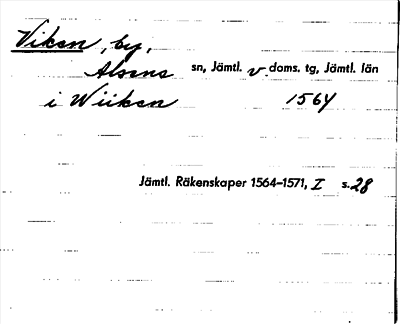 Viken, by,
Alsens sn, Jämtl. v. doms. tg, Jämtl. län
i Wiiken 1564
Jämtl. Räkenskaper 1564–1571, I s. 28